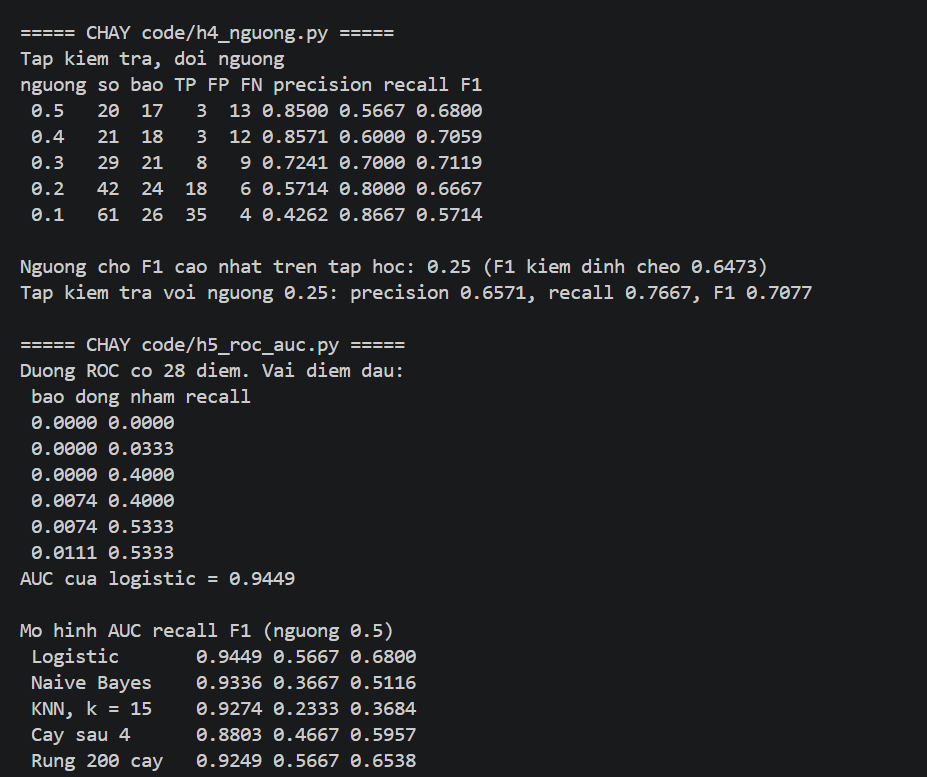 ===== CHAY code/h4_nguong.py =====
Tap kiem tra, doi nguong
nguong so bao TP FP FN precision recall F1
0.5 20 17 3 13 0.8500 0.5667 0.6800
0.4 21 18 3 12 0.8571 0.6000 0.7059
0.3 29 21 8 9 0.7241 0.7000 0.7119
0.2 42 24 18 6 0.5714 0.8000 0.6667
0.1 61 26 35 4 0.4262 0.8667 0.5714
Nguong cho F1 cao nhat tren tap hoc: 0.25 (F1 kiem dinh cheo 0.6473)
Tap kiem tra voi nguong 0.25: precision 0.6571, recall 0.7667, F1 0.7077
===== CHAY code/h5_roc_auc.py =====
Duong ROC co 28 diem. Vai diem dau:
bao dong nham recall
0.0000 0.0000
0.0000 0.0333
0.0000 0.4000
0.0074 0.4000
0.0074 0.5333
0.0111 0.5333
AUC cua logistic = 0.9449
Mo hinh AUC recall F1 (nguong 0.5)
Logistic 0.9449 0.5667 0.6800
Naive Bayes 0.9336 0.3667 0.5116
KNN, k = 15 0.9274 0.2333 0.3684
Cay sau 4 0.8803 0.4667 0.5957
Rung 200 cay 0.9249 0.5667 0.6538